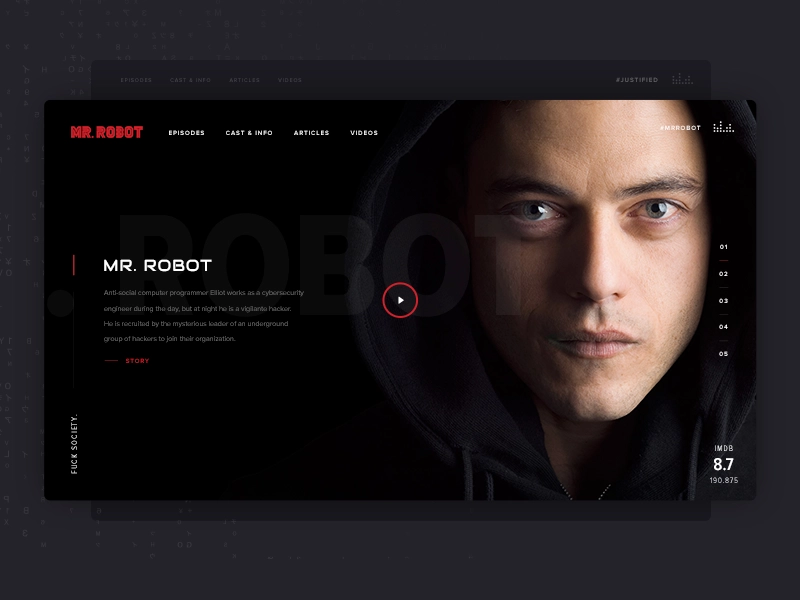 EPISODES
CAST & INFO
ARTICLES
VIDEOS
#JUSTIFIED
MR. ROBOT
EPISODES
CAST & INFO
ARTICLES
VIDEOS
#MRROBOT
. ROBOT
MR. ROBOT
Anti-social computer programmer Elliot works as a cybersecurity
engineer during the day, but at night he is a vigilante hacker.
He is recruited by the mysterious leader of an underground
group of hackers to join their organization.
STORY
01
02
03
04
05
FUCK SOCIETY.
IMDB
8.7
190.875